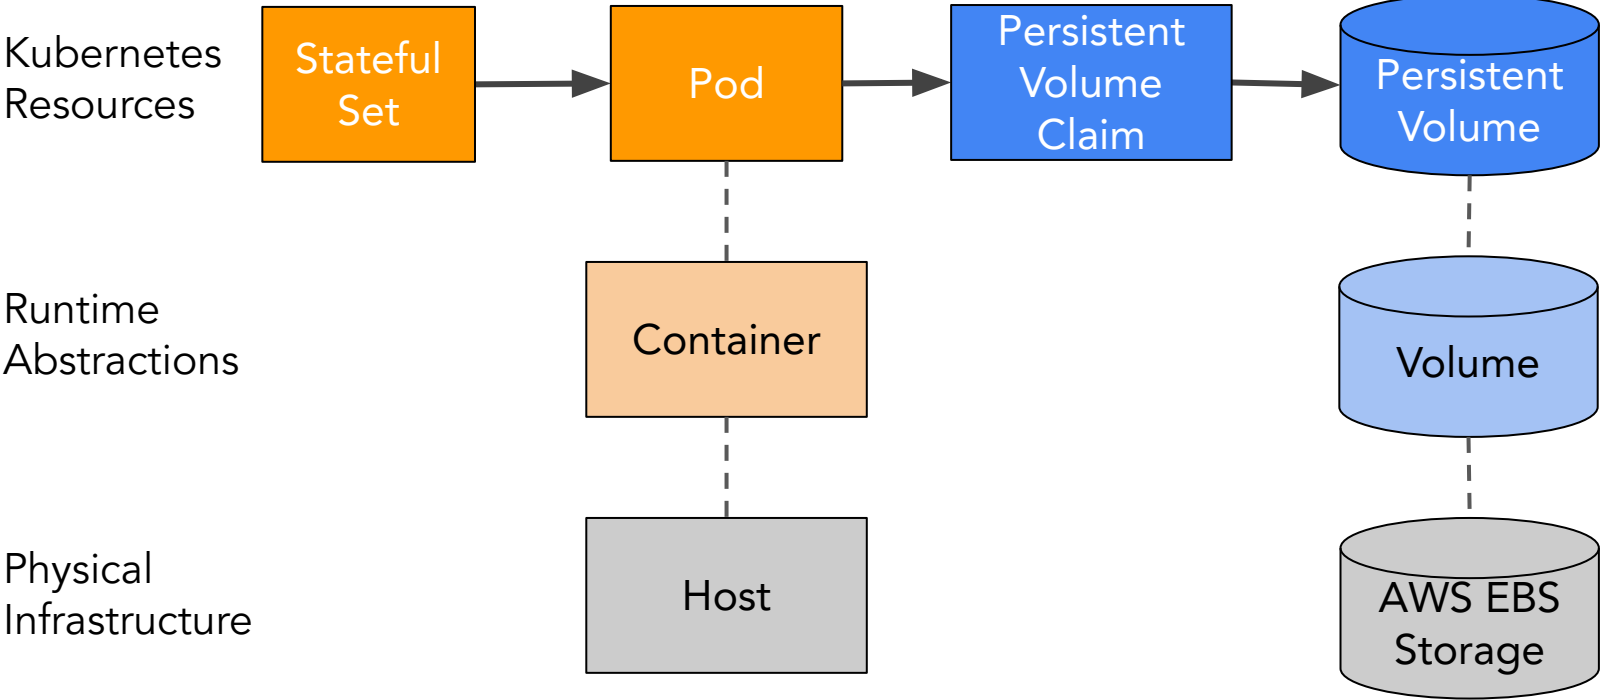 Kubernetes
Resources
Stateful
Set
Pod
Persistent
Volume
Claim
Persistent
Volume
Runtime
Abstractions
Container
Volume
Physical
Infrastructure
Host
AWS EBS
Storage